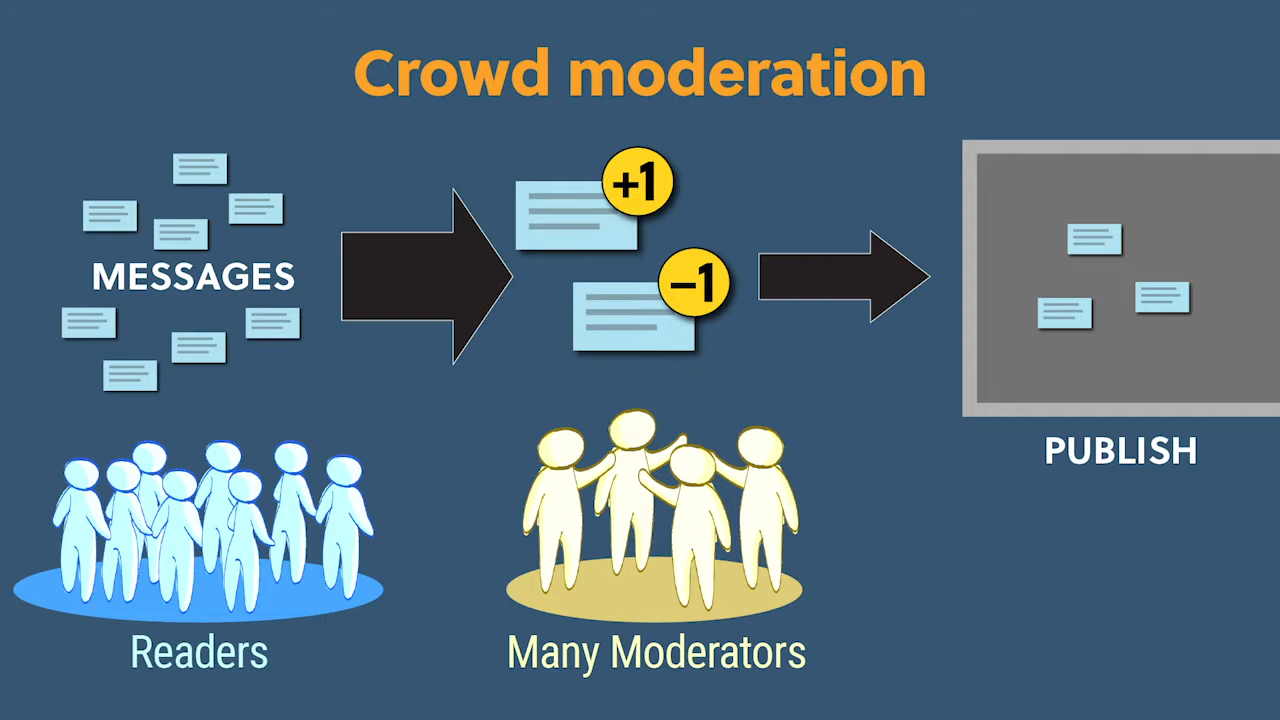 Crowd moderation
MESSAGES
+1
–1
PUBLISH
Readers
Many Moderators